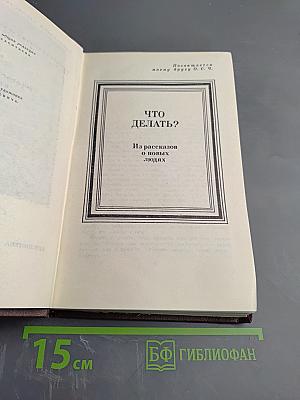 Посвящается
моему другу О. С. Ч.
ЧТО
ДЕЛАТЬ?
Из рассказов
о новых
людях
15 см
БФ ГИБЛИОФАН